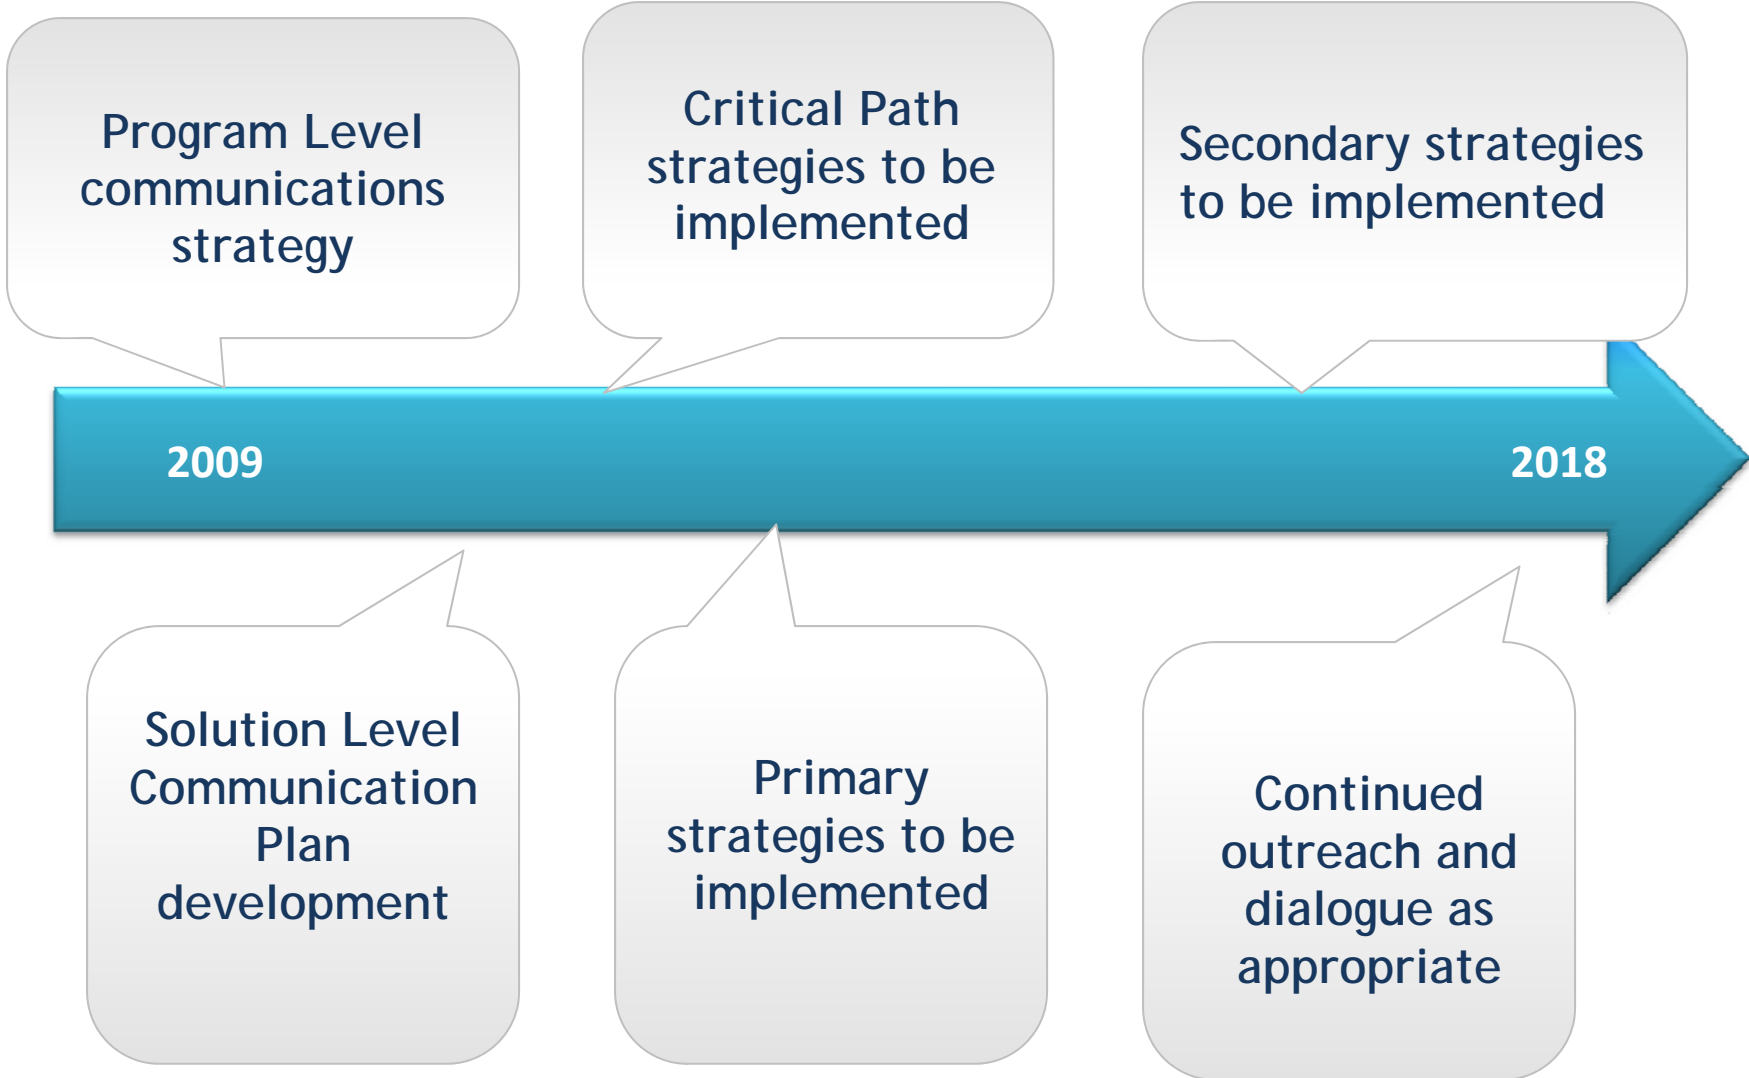 Program Level
communications
strategy
Critical Path
strategies to be
implemented
Secondary strategies
to be implemented
2009
2018
Solution Level
Communication
Plan
development
Primary
strategies to be
implemented
Continued
outreach and
dialogue as
appropriate